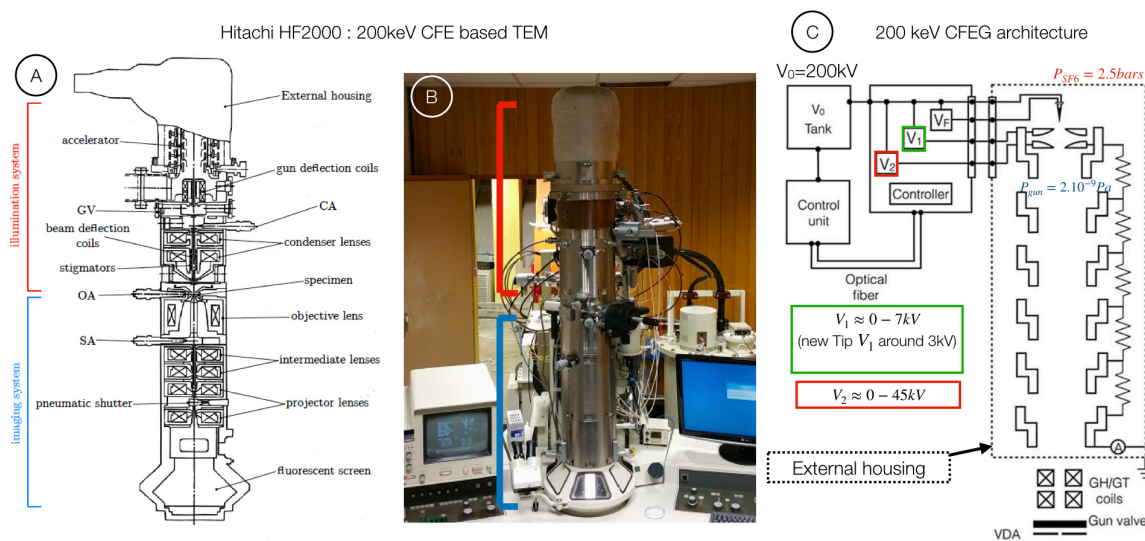 Hitachi HF2000 : 200keV CFE based TEM
A
External housing
accelerator
gun deflection coils
GV
CA
beam deflection
coils
condenser lenses
stigmators
specimen
OA
objective lens
SA
intermediate lenses
pneumatic shutter
projector lenses
fluorescent screen
illumination system
imaging system
B
C
200 keV CFEG architecture
V₀=200kV
P_SF6 = 2.5bars
V₀
Tank
V_F
V₁
V₂
P_gun = 2.10⁻⁹Pa
Controller
Control
unit
Optical
fiber
V₁ ≈ 0 − 7kV
(new Tip V₁ around 3kV)
V₂ ≈ 0 − 45kV
External housing
A
GH/GT
coils
Gun valve
VDA